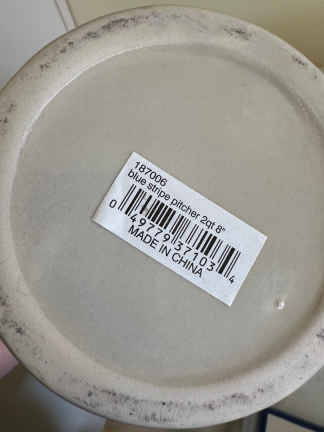 187006
blue stripe pitcher 2qt 8"
0 49779 37103 4
MADE IN CHINA